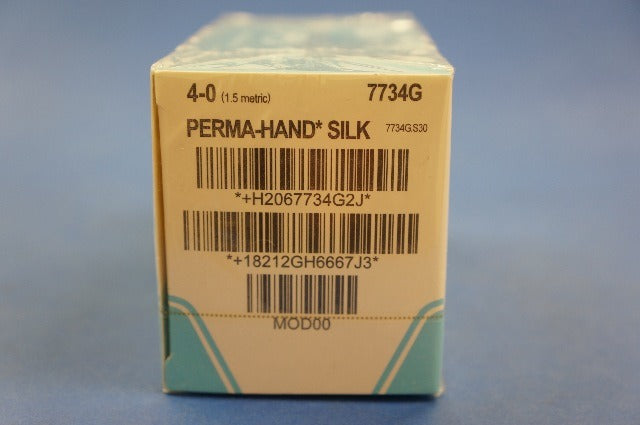 4-0 (1.5 metric) 7734G
PERMA-HAND* SILK 7734G.S30
*+H2067734G2J*
*+18212GH6667J3*
MOD00